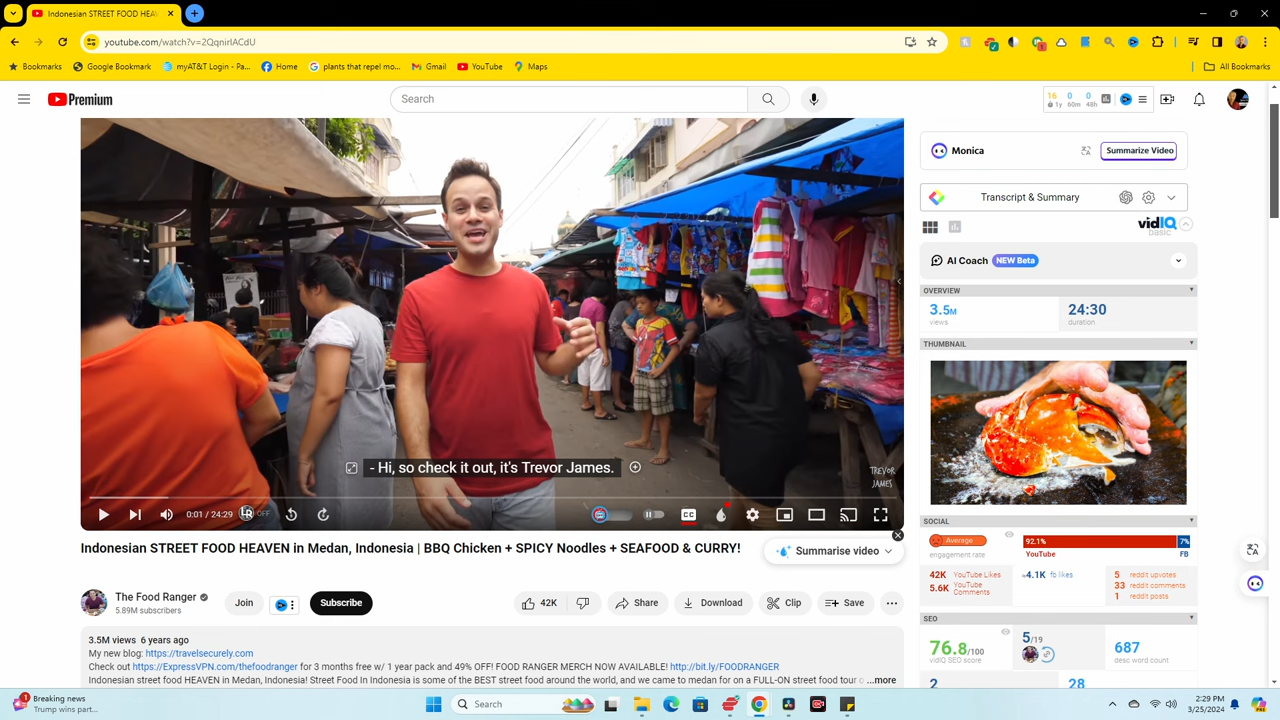 Indonesian STREET FOOD HEAV
youtube.com/watch?v=2QqnirIACdU
Bookmarks
Google Bookmark
myAT&T Login - Pa...
Home
plants that repel mo...
Gmail
YouTube
Maps
All Bookmarks
Premium
Search
16 0 0
1y 60m 48h
Monica
Summarize Video
Transcript & Summary
vidIQ
basic
AI Coach NEW Beta
OVERVIEW
3.5M
views
24:30
duration
THUMBNAIL
- Hi, so check it out, it's Trevor James.
TREVOR
JAMES
0:01 / 24:29
OFF
CC
SOCIAL
Average
engagement rate
92.1%
7%
YouTube
FB
42K YouTube Likes
5.6K YouTube Comments
≈4.1K fb likes
5 reddit upvotes
33 reddit comments
1 reddit posts
SEO
76.8/100
vidIQ SEO score
5/19
687
desc word count
2
28
Indonesian STREET FOOD HEAVEN in Medan, Indonesia | BBQ Chicken + SPICY Noodles + SEAFOOD & CURRY!
Summarise video
The Food Ranger
5.89M subscribers
Join
Subscribe
42K
Share
Download
Clip
Save
3.5M views 6 years ago
My new blog: https://travelsecurely.com
Check out https://ExpressVPN.com/thefoodranger for 3 months free w/ 1 year pack and 49% OFF! FOOD RANGER MERCH NOW AVAILABLE! http://bit.ly/FOODRANGER
Indonesian street food HEAVEN in Medan, Indonesia! Street Food In Indonesia is some of the BEST street food around the world, and we came to medan for on a FULL-ON street food tour o ...more
1
Breaking news
Trump wins part...
Search
2:29 PM
3/25/2024